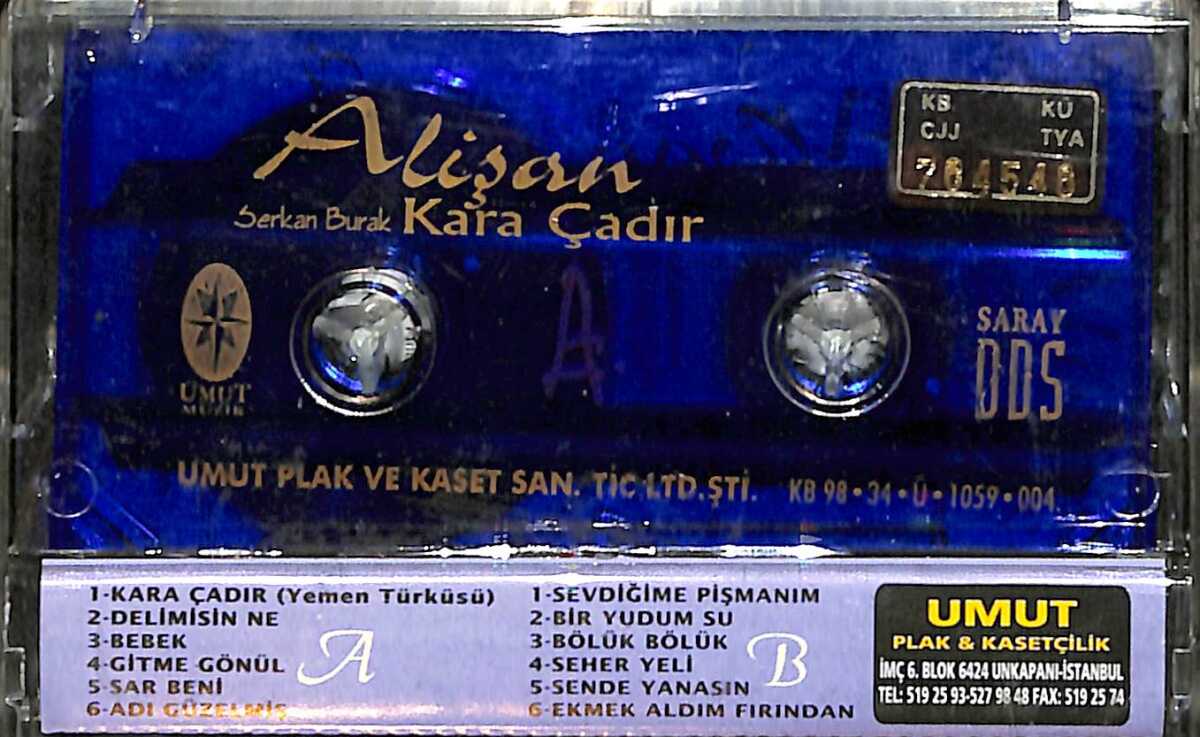 Alişan
Serkan Burak Kara Çadır
KB KÜ
CJJ TYA
764548
A
UMUT
MÜZİK
SARAY
DDS
UMUT PLAK VE KASET SAN. TİC LTD.ŞTİ. KB 98•34•Ü•1059•004
1-KARA ÇADIR (Yemen Türküsü)
2-DELİMİSİN NE
3-BEBEK
4-GİTME GÖNÜL
5-SAR BENİ
6-ADI GÜZELMİŞ
A
1-SEVDİĞİME PİŞMANIM
2-BİR YUDUM SU
3-BÖLÜK BÖLÜK
4-SEHER YELİ
5-SENDE YANASIN
6-EKMEK ALDIM FIRINDAN
B
UMUT
PLAK & KASETÇİLİK
İMÇ 6. BLOK 6424 UNKAPANI-İSTANBUL
TEL: 519 25 93-527 98 48 FAX: 519 25 74